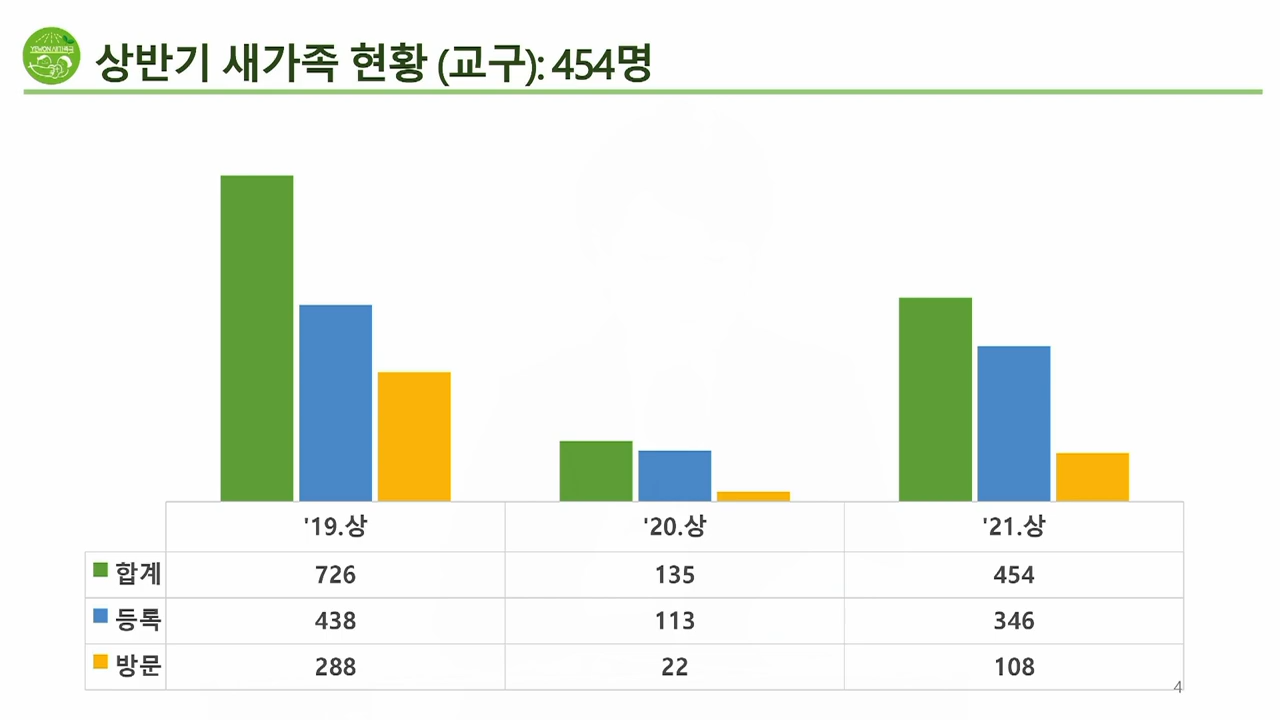 상반기 새가족 현황 (교구): 454명
'19.상 '20.상 '21.상
합계 726 135 454
등록 438 113 346
방문 288 22 108
4